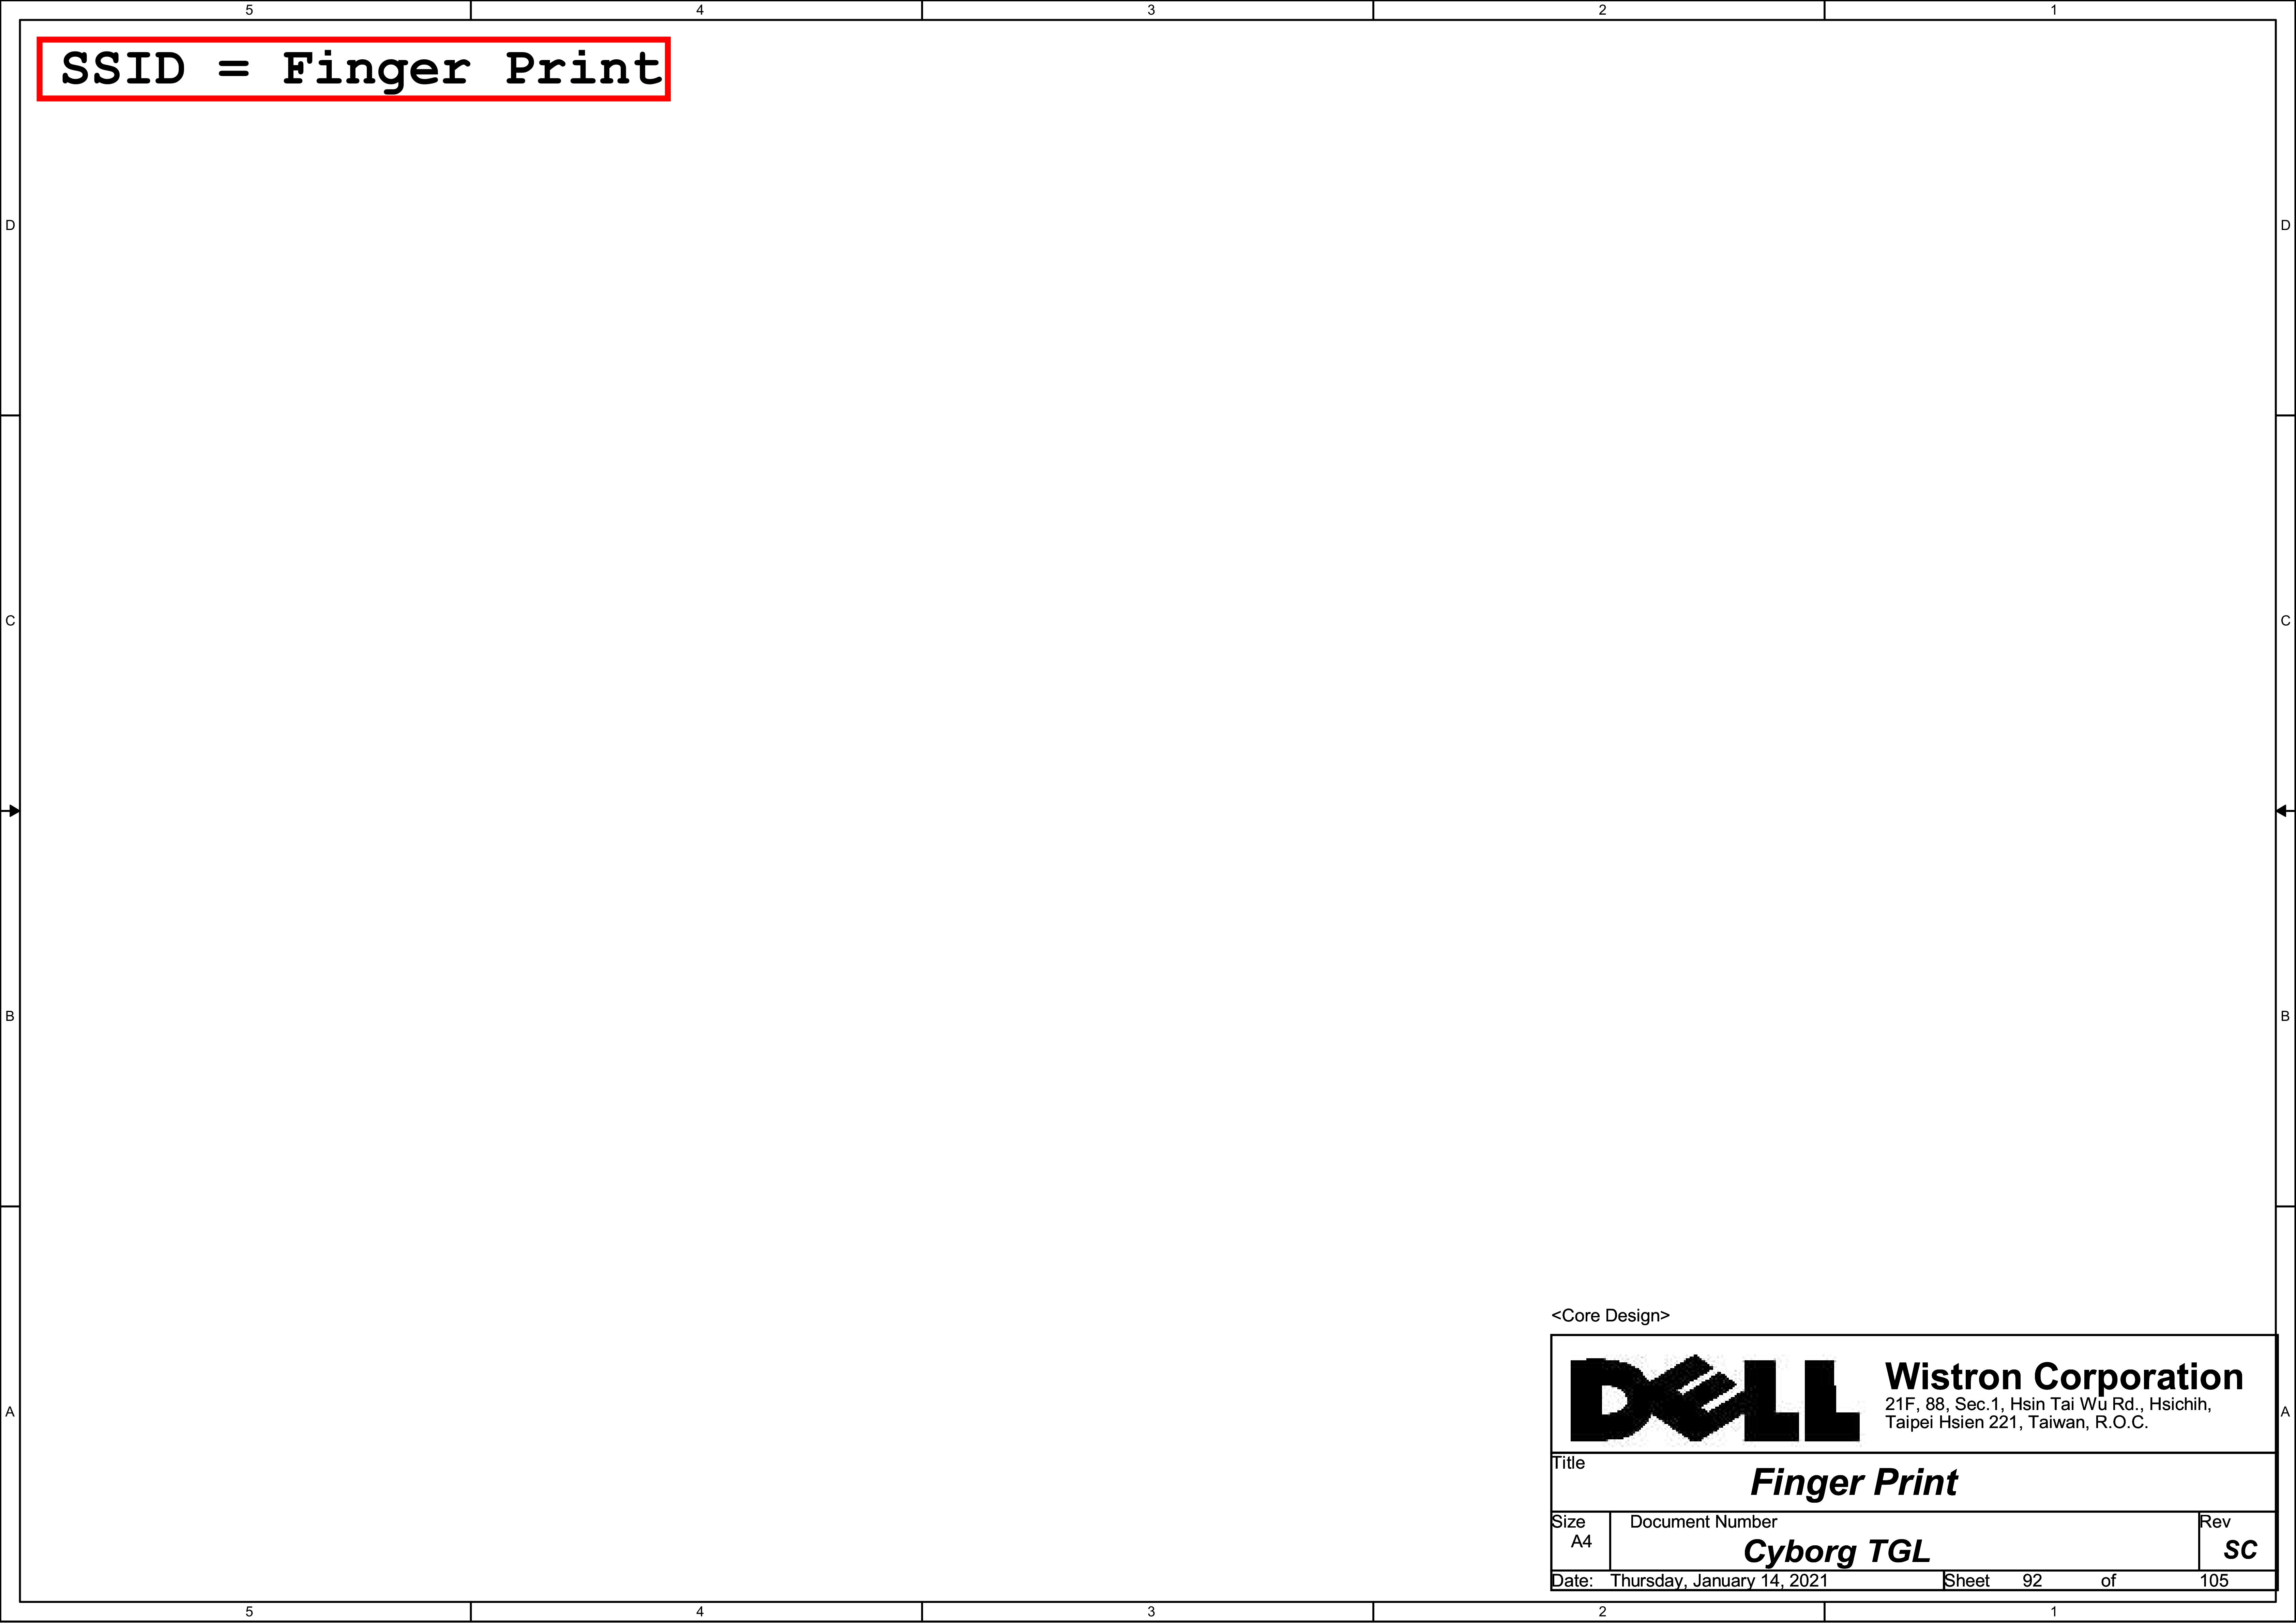 5 4 3 2 1
SSID = Finger Print
D D
C C
B B
A A
<Core Design>
DELL
Wistron Corporation
21F, 88, Sec.1, Hsin Tai Wu Rd., Hsichih,
Taipei Hsien 221, Taiwan, R.O.C.
Title
Finger Print
Size Document Number Rev
A4 Cyborg TGL SC
Date: Thursday, January 14, 2021 Sheet 92 of 105
5 4 3 2 1